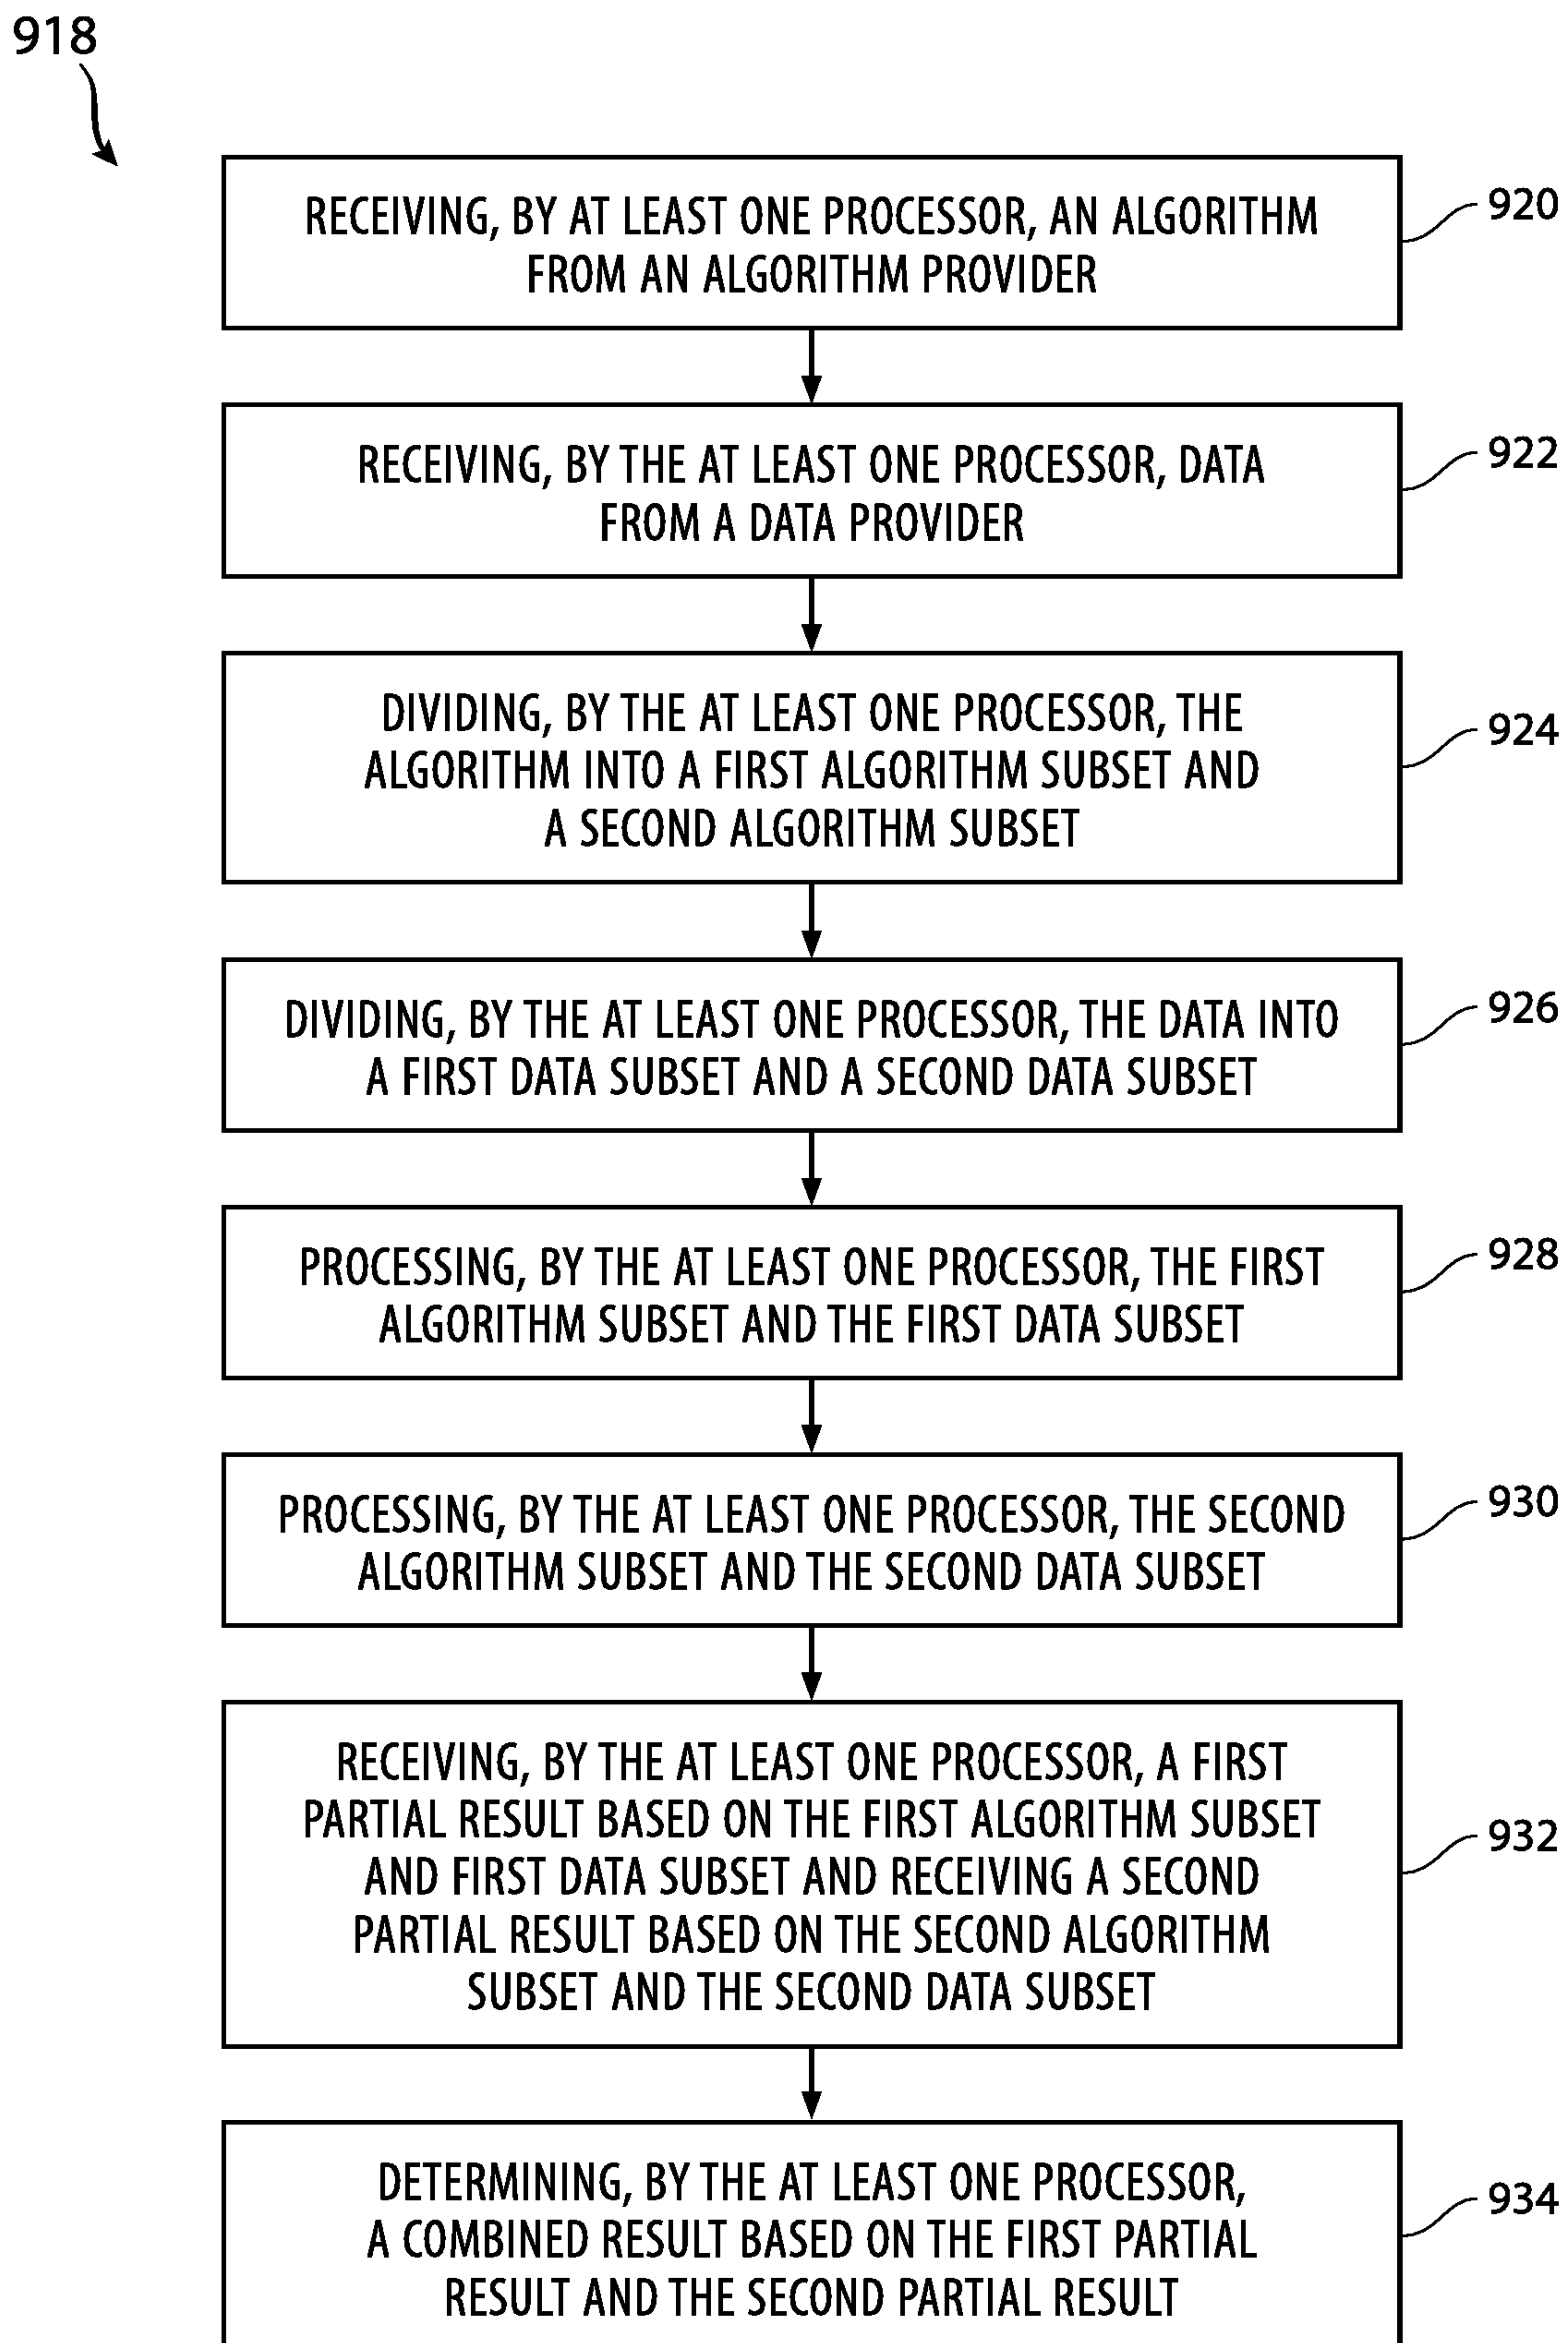 918
RECEIVING, BY AT LEAST ONE PROCESSOR, AN ALGORITHM
FROM AN ALGORITHM PROVIDER
920
RECEIVING, BY THE AT LEAST ONE PROCESSOR, DATA
FROM A DATA PROVIDER
922
DIVIDING, BY THE AT LEAST ONE PROCESSOR, THE
ALGORITHM INTO A FIRST ALGORITHM SUBSET AND
A SECOND ALGORITHM SUBSET
924
DIVIDING, BY THE AT LEAST ONE PROCESSOR, THE DATA INTO
A FIRST DATA SUBSET AND A SECOND DATA SUBSET
926
PROCESSING, BY THE AT LEAST ONE PROCESSOR, THE FIRST
ALGORITHM SUBSET AND THE FIRST DATA SUBSET
928
PROCESSING, BY THE AT LEAST ONE PROCESSOR, THE SECOND
ALGORITHM SUBSET AND THE SECOND DATA SUBSET
930
RECEIVING, BY THE AT LEAST ONE PROCESSOR, A FIRST
PARTIAL RESULT BASED ON THE FIRST ALGORITHM SUBSET
AND FIRST DATA SUBSET AND RECEIVING A SECOND
PARTIAL RESULT BASED ON THE SECOND ALGORITHM
SUBSET AND THE SECOND DATA SUBSET
932
DETERMINING, BY THE AT LEAST ONE PROCESSOR,
A COMBINED RESULT BASED ON THE FIRST PARTIAL
RESULT AND THE SECOND PARTIAL RESULT
934